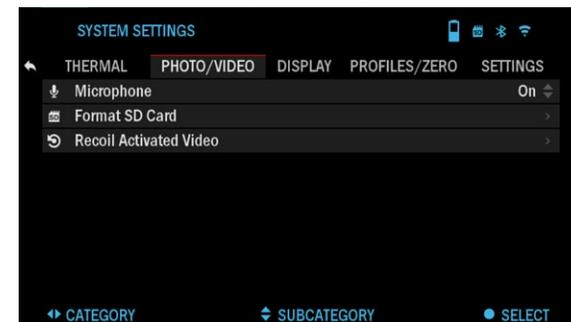 SYSTEM SETTINGS
THERMAL PHOTO/VIDEO DISPLAY PROFILES/ZERO SETTINGS
Microphone On
Format SD Card
Recoil Activated Video
CATEGORY SUBCATEGORY SELECT